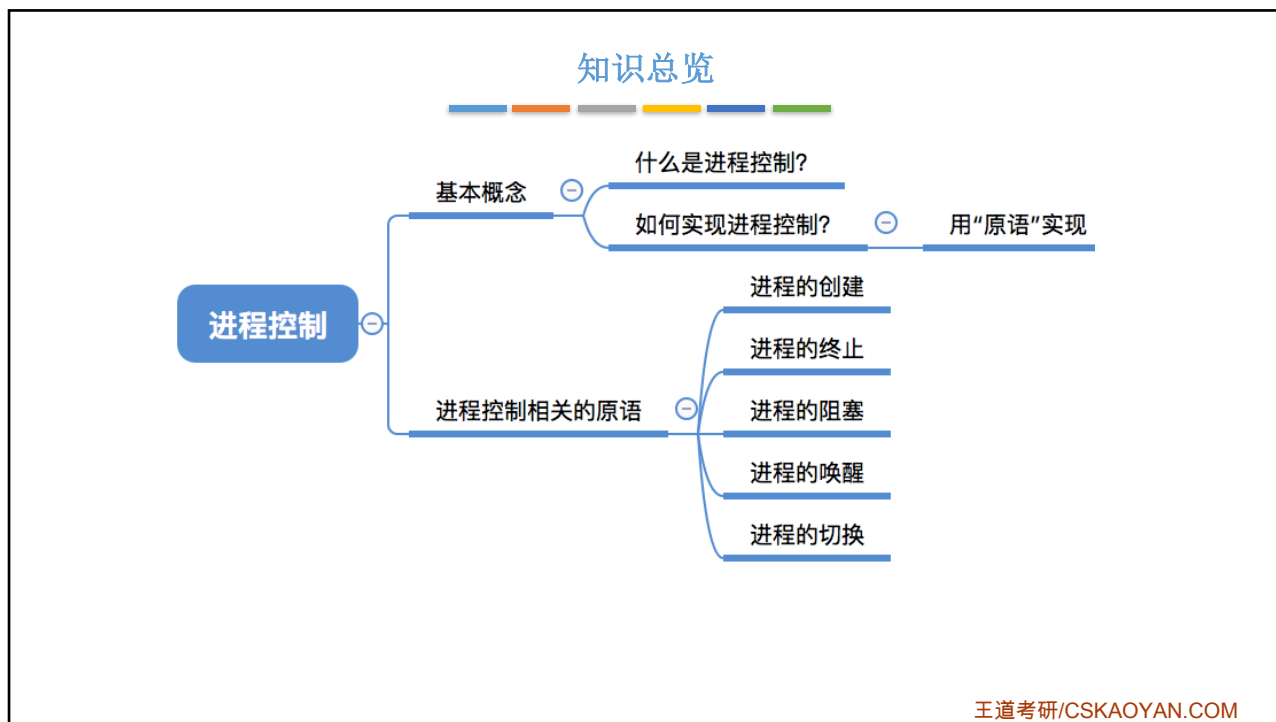 知识总览
什么是进程控制?
基本概念
如何实现进程控制?
用“原语”实现
进程控制
进程的创建
进程的终止
进程控制相关的原语
进程的阻塞
进程的唤醒
进程的切换
王道考研/CSKAOYAN.COM